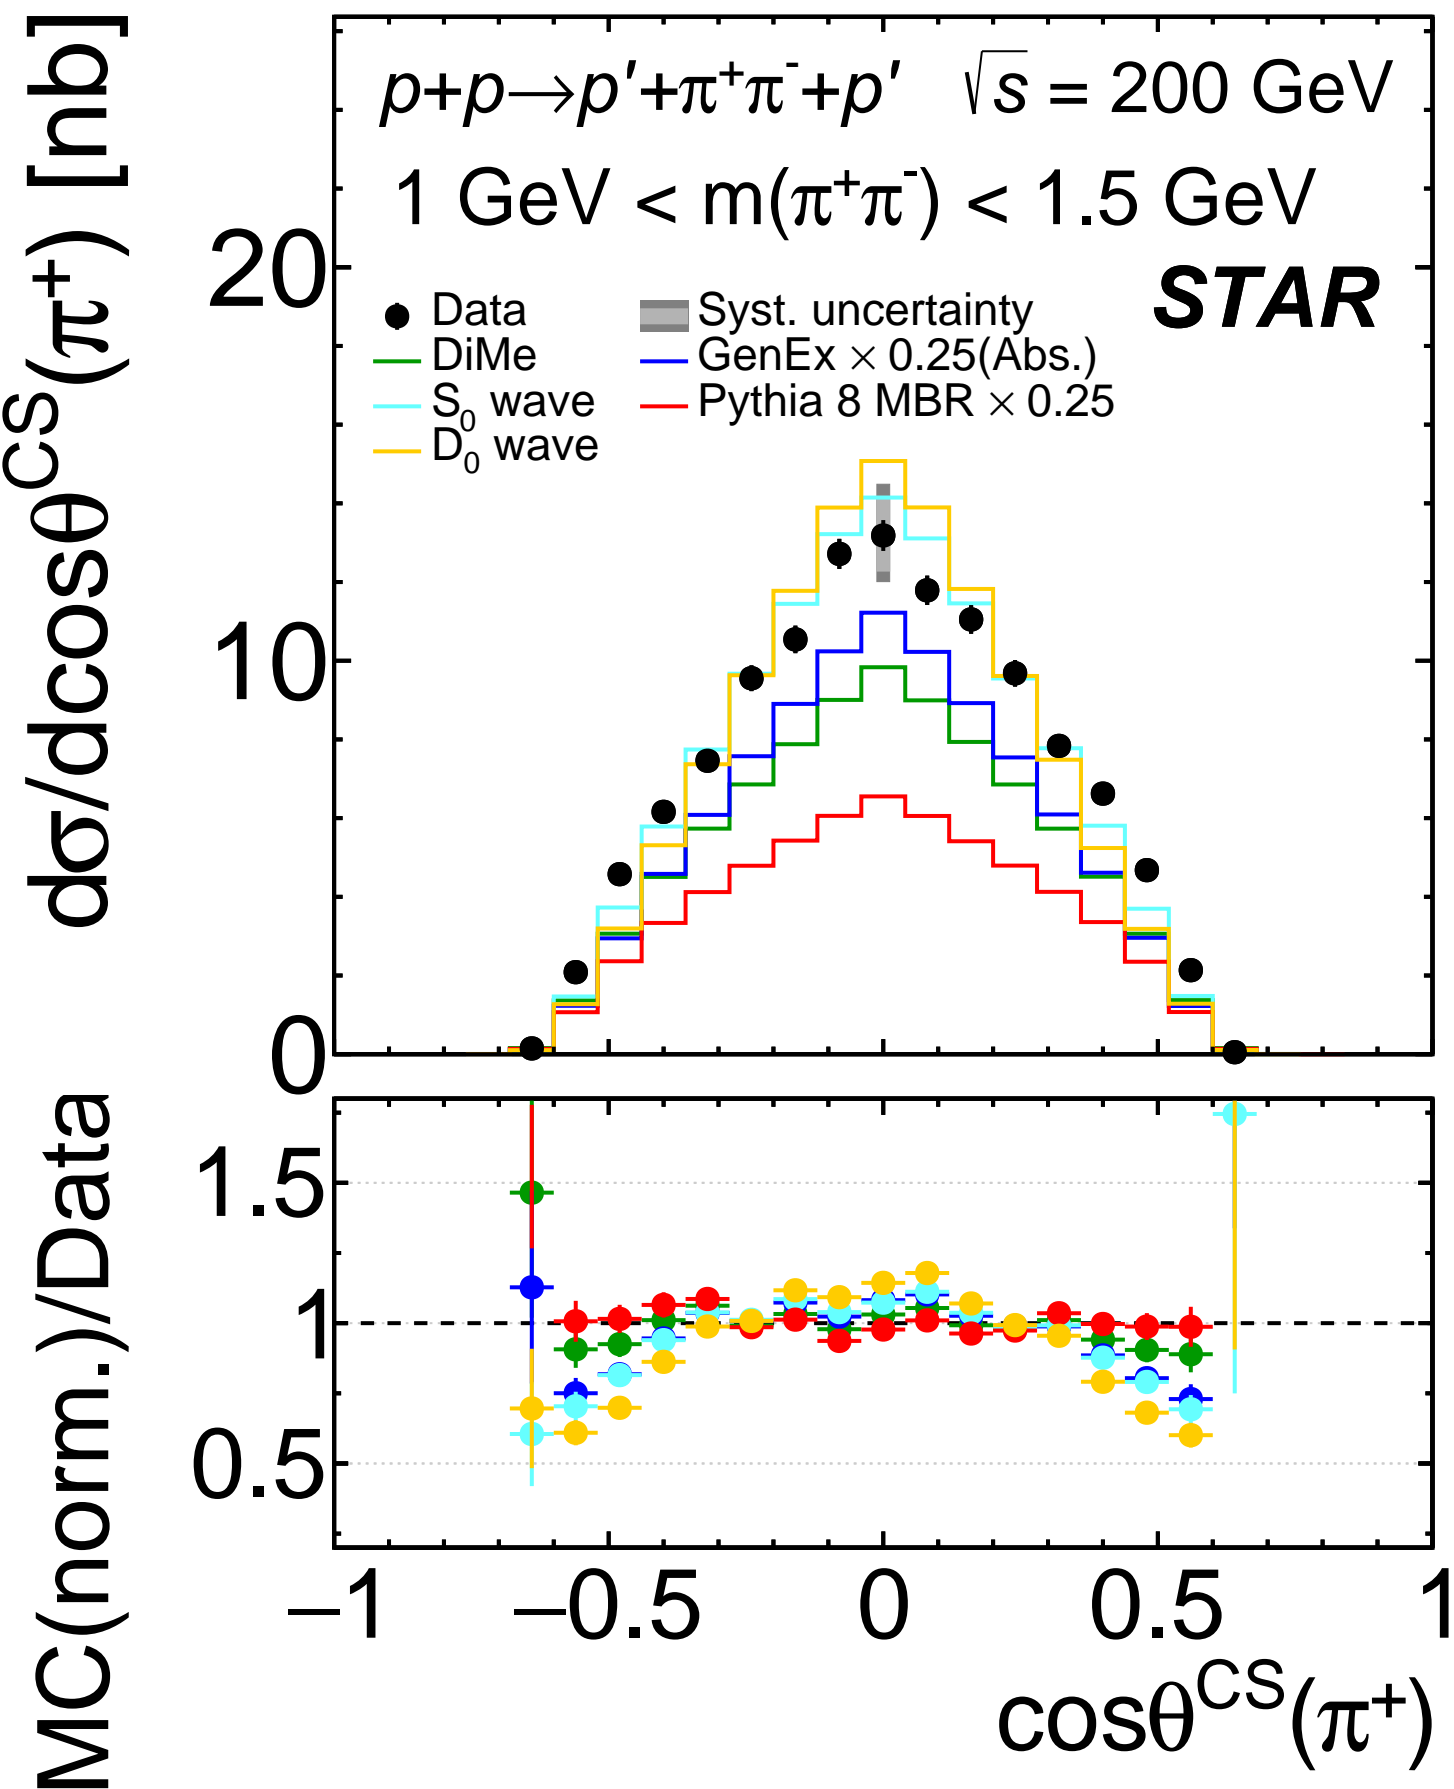 dσ/dcosθ^CS(π⁺) [nb]
p+p→p′+π⁺π⁻+p′ √s = 200 GeV
1 GeV < m(π⁺π⁻) < 1.5 GeV
STAR
20
10
0
Data
Syst. uncertainty
DiMe
GenEx × 0.25(Abs.)
S₀ wave
Pythia 8 MBR × 0.25
D₀ wave
MC(norm.)/Data
1.5
1
0.5
−1 −0.5 0 0.5 1
cosθ^CS(π⁺)